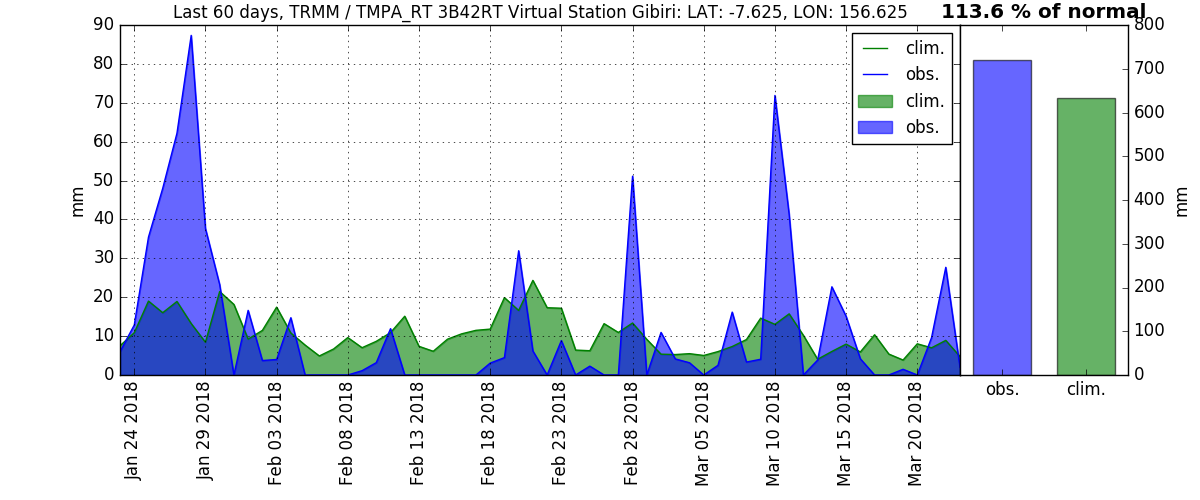 Last 60 days, TRMM / TMPA_RT 3B42RT Virtual Station Gibiri: LAT: -7.625, LON: 156.625
113.6 % of normal
90
80
70
60
50
40
30
20
10
0
mm
clim.
obs.
clim.
obs.
800
700
600
500
400
300
200
100
0
mm
obs.
clim.
Jan 24 2018
Jan 29 2018
Feb 03 2018
Feb 08 2018
Feb 13 2018
Feb 18 2018
Feb 23 2018
Feb 28 2018
Mar 05 2018
Mar 10 2018
Mar 15 2018
Mar 20 2018